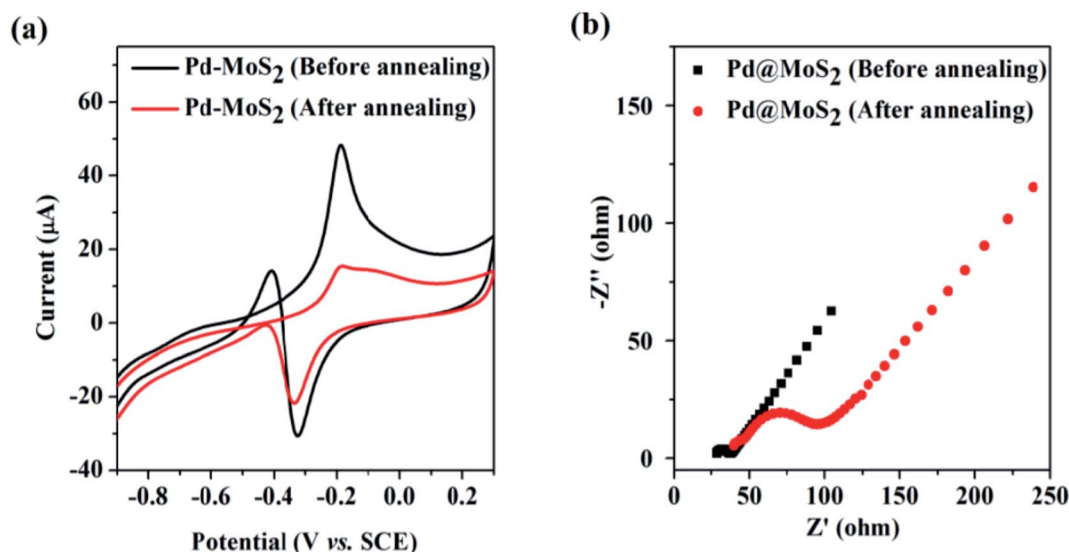 (a)
Pd-MoS2 (Before annealing)
Pd-MoS2 (After annealing)
60
40
20
0
-20
-40
Current (μA)
-0.8 -0.6 -0.4 -0.2 0.0 0.2
Potential (V vs. SCE)
(b)
Pd@MoS2 (Before annealing)
Pd@MoS2 (After annealing)
150
100
50
0
-Z'' (ohm)
0 50 100 150 200 250
Z' (ohm)